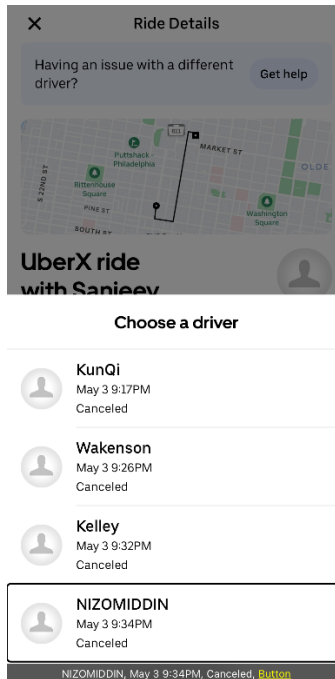 Ride Details
Having an issue with a different
driver?
Get help
611
MARKET ST
Puttshack -
Philadelphia
OLDE
S 22ND ST
Rittenhouse
Square
PINE ST
Washington
Square
SOUTH ST
UberX ride
with Sanjeev
Choose a driver
KunQi
May 3 9:17PM
Canceled
Wakenson
May 3 9:26PM
Canceled
Kelley
May 3 9:32PM
Canceled
NIZOMIDDIN
May 3 9:34PM
Canceled
NIZOMIDDIN, May 3 9:34PM, Canceled, Button